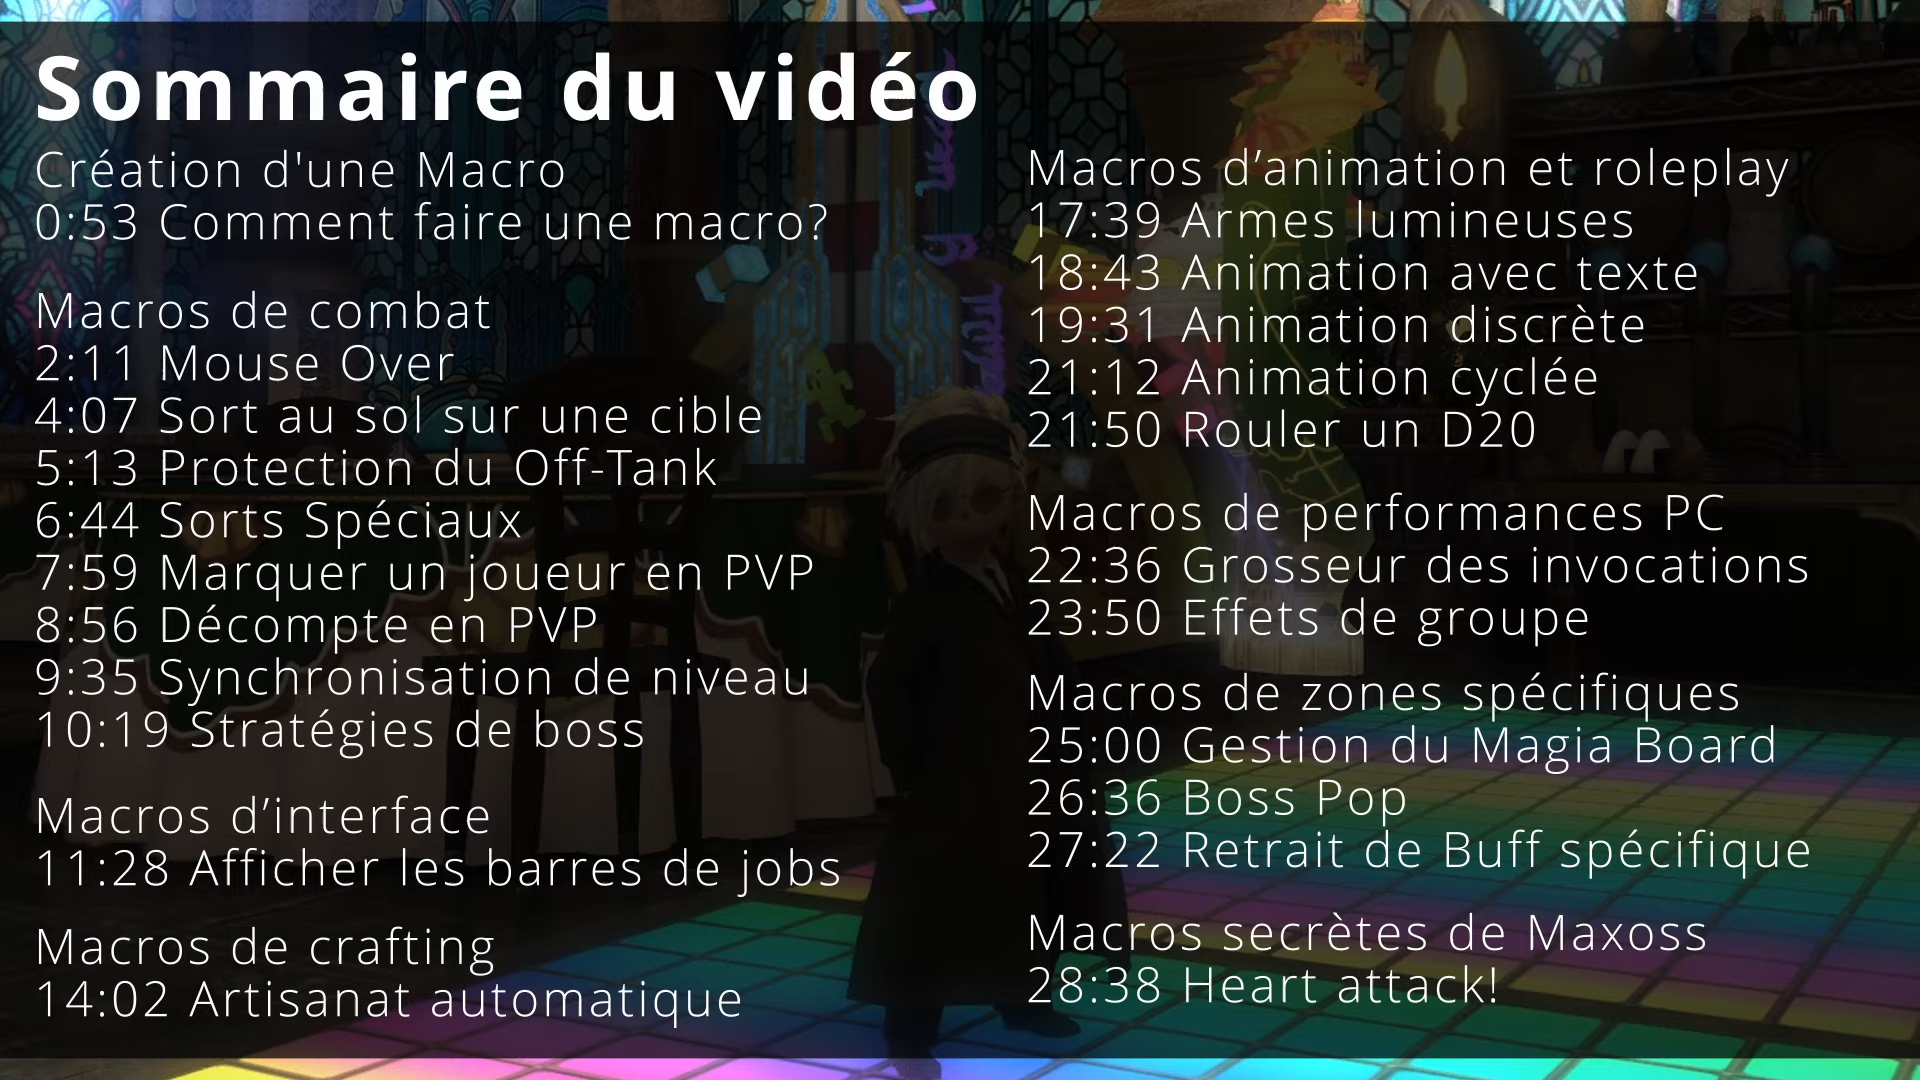 Sommaire du vidéo
Création d'une Macro
0:53 Comment faire une macro?
Macros de combat
2:11 Mouse Over
4:07 Sort au sol sur une cible
5:13 Protection du Off-Tank
6:44 Sorts Spéciaux
7:59 Marquer un joueur en PVP
8:56 Décompte en PVP
9:35 Synchronisation de niveau
10:19 Stratégies de boss
Macros d’interface
11:28 Afficher les barres de jobs
Macros de crafting
14:02 Artisanat automatique
Macros d’animation et roleplay
17:39 Armes lumineuses
18:43 Animation avec texte
19:31 Animation discrète
21:12 Animation cyclée
21:50 Rouler un D20
Macros de performances PC
22:36 Grosseur des invocations
23:50 Effets de groupe
Macros de zones spécifiques
25:00 Gestion du Magia Board
26:36 Boss Pop
27:22 Retrait de Buff spécifique
Macros secrètes de Maxoss
28:38 Heart attack!